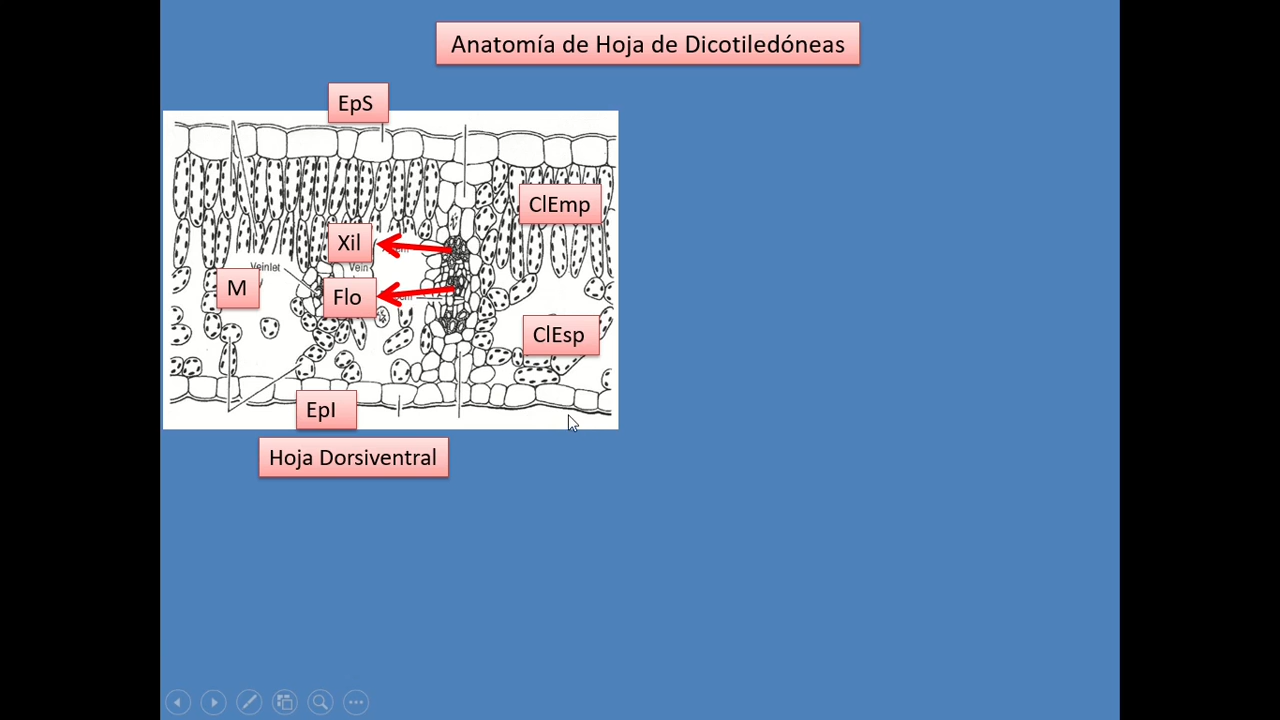 Anatomía de Hoja de Dicotiledóneas
EpS
ClEmp
Xil
Veinlet
Vein
M
Flo
ClEsp
EpI
Hoja Dorsiventral